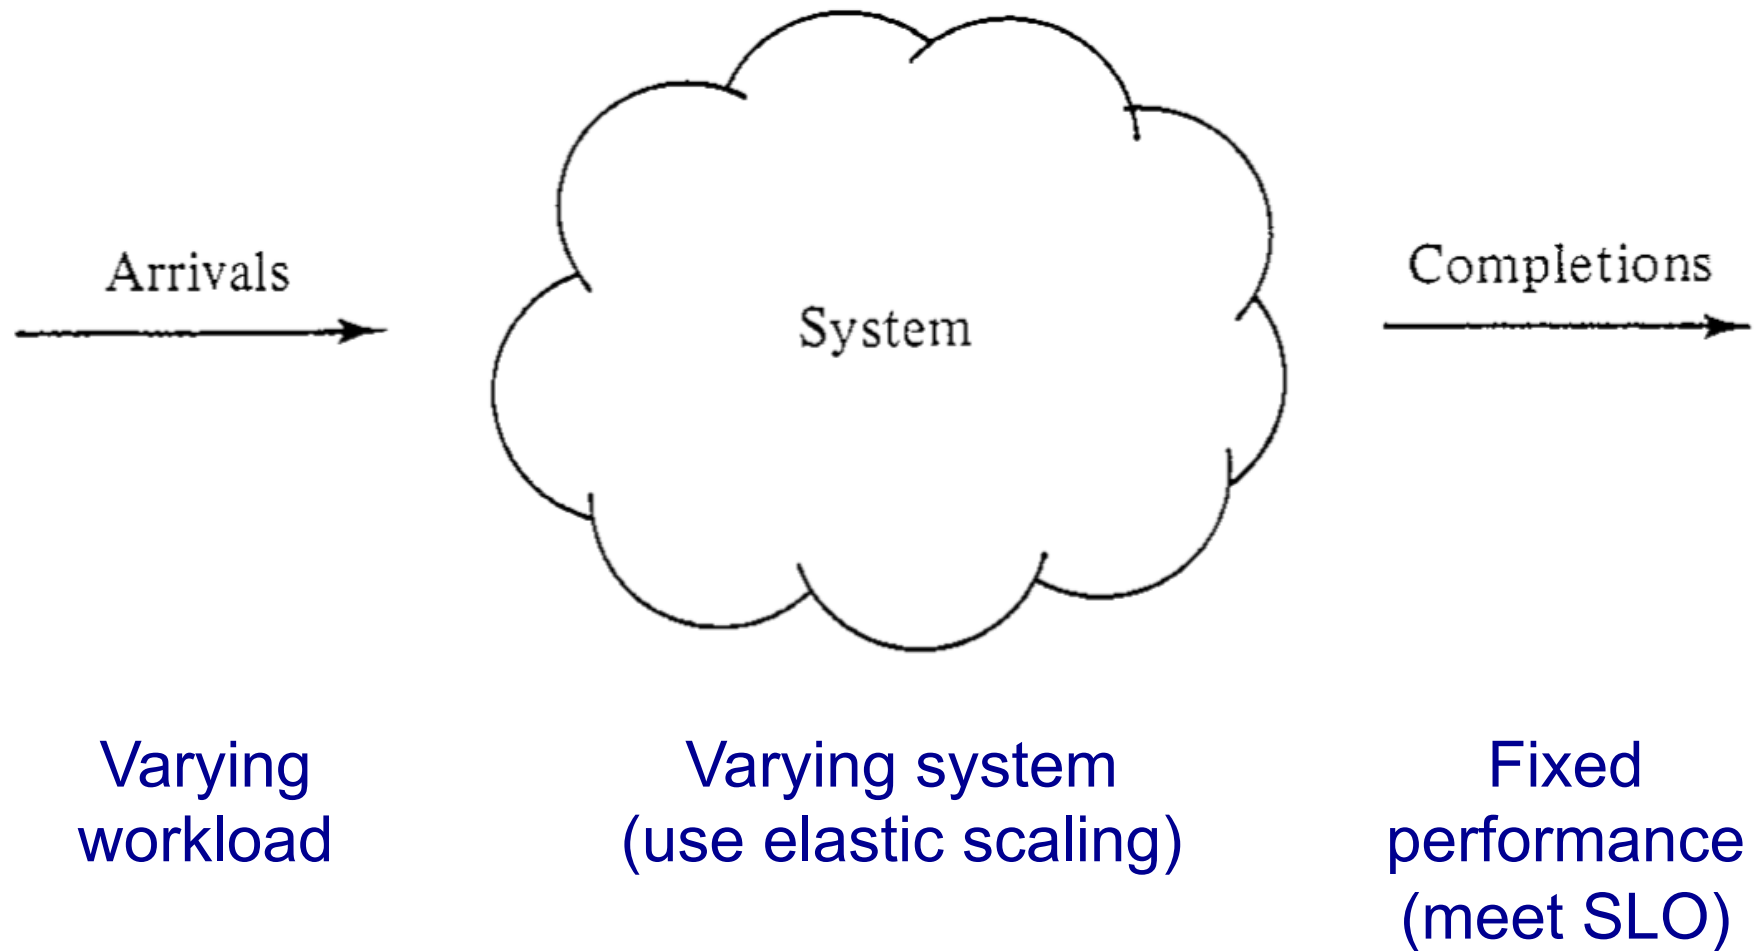 Arrivals
System
Completions
Varying
workload
Varying system
(use elastic scaling)
Fixed
performance
(meet SLO)